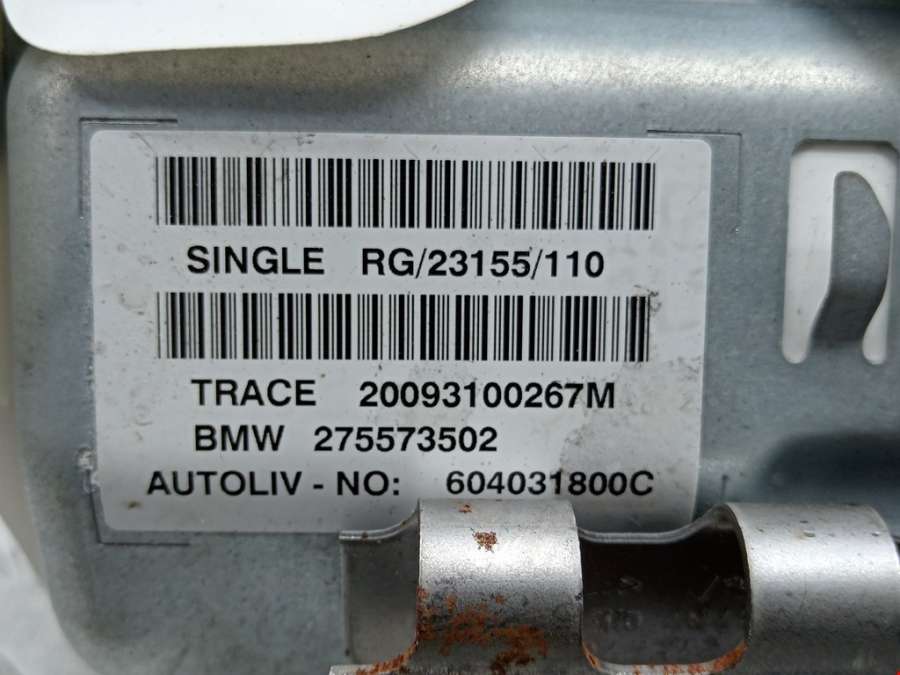 SINGLE RG/23155/110
TRACE 20093100267M
BMW 275573502
AUTOLIV - NO: 604031800C